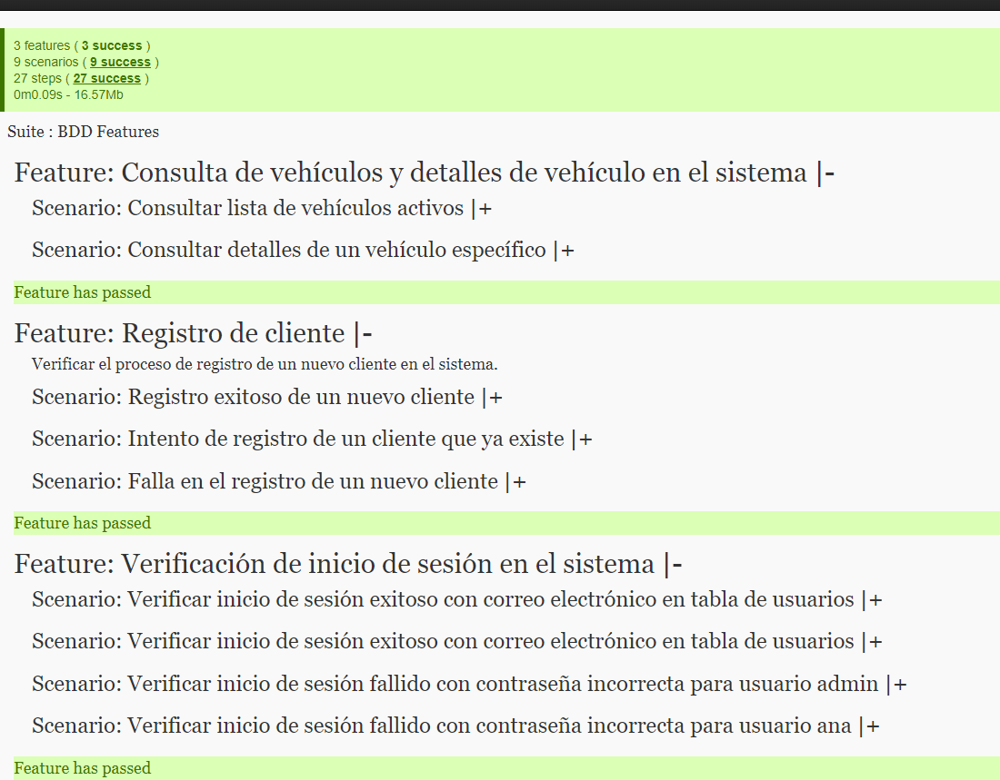 3 features ( 3 success )
9 scenarios ( 9 success )
27 steps ( 27 success )
0m0.09s - 16.57Mb
Suite : BDD Features
Feature: Consulta de vehículos y detalles de vehículo en el sistema |-
Scenario: Consultar lista de vehículos activos |+
Scenario: Consultar detalles de un vehículo específico |+
Feature has passed
Feature: Registro de cliente |-
Verificar el proceso de registro de un nuevo cliente en el sistema.
Scenario: Registro exitoso de un nuevo cliente |+
Scenario: Intento de registro de un cliente que ya existe |+
Scenario: Falla en el registro de un nuevo cliente |+
Feature has passed
Feature: Verificación de inicio de sesión en el sistema |-
Scenario: Verificar inicio de sesión exitoso con correo electrónico en tabla de usuarios |+
Scenario: Verificar inicio de sesión exitoso con correo electrónico en tabla de usuarios |+
Scenario: Verificar inicio de sesión fallido con contraseña incorrecta para usuario admin |+
Scenario: Verificar inicio de sesión fallido con contraseña incorrecta para usuario ana |+
Feature has passed